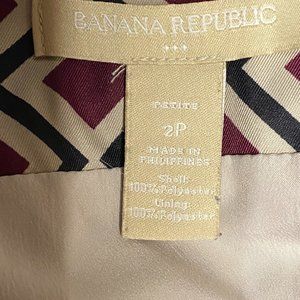 BANANA REPUBLIC
PETITE
2P
MADE IN
PHILIPPINES
Shell:
100% Polyester
Lining:
100% Polyester